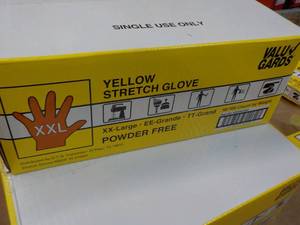 SINGLE USE ONLY
VALU
GARDS
YELLOW
STRETCH GLOVE
XXL
XX-Large - EE-Grande - TT-Grand
POWDER FREE